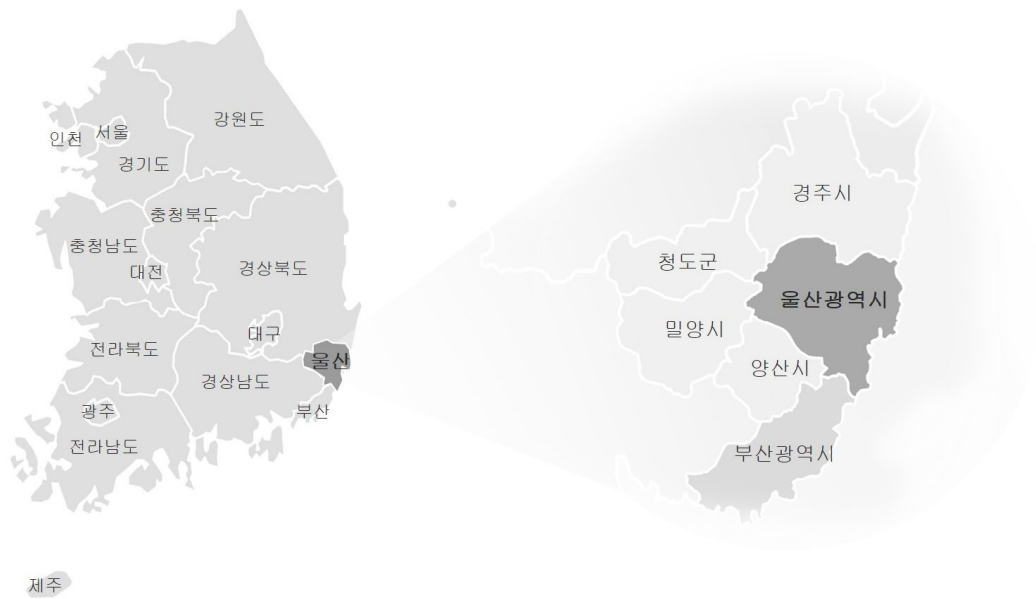 강원도
인천
서울
경기도
충청북도
충청남도
대전
경상북도
대구
전라북도
울산
경상남도
광주
부산
전라남도
제주
경주시
청도군
울산광역시
밀양시
양산시
부산광역시